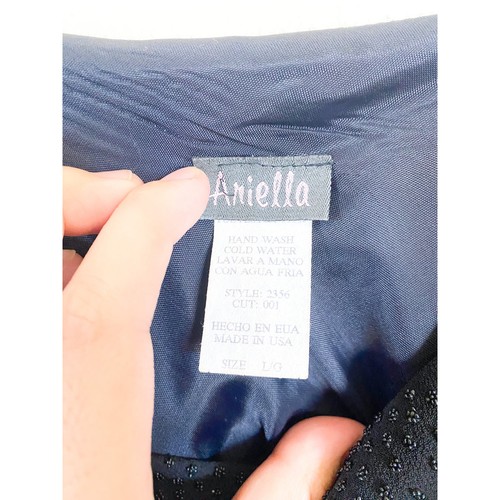 Ariella
HAND WASH
COLD WATER
LAVAR A MANO
CON AGUA FRIA
STYLE: 2356
CUT: 001
HECHO EN EUA
MADE IN USA
SIZE L/G